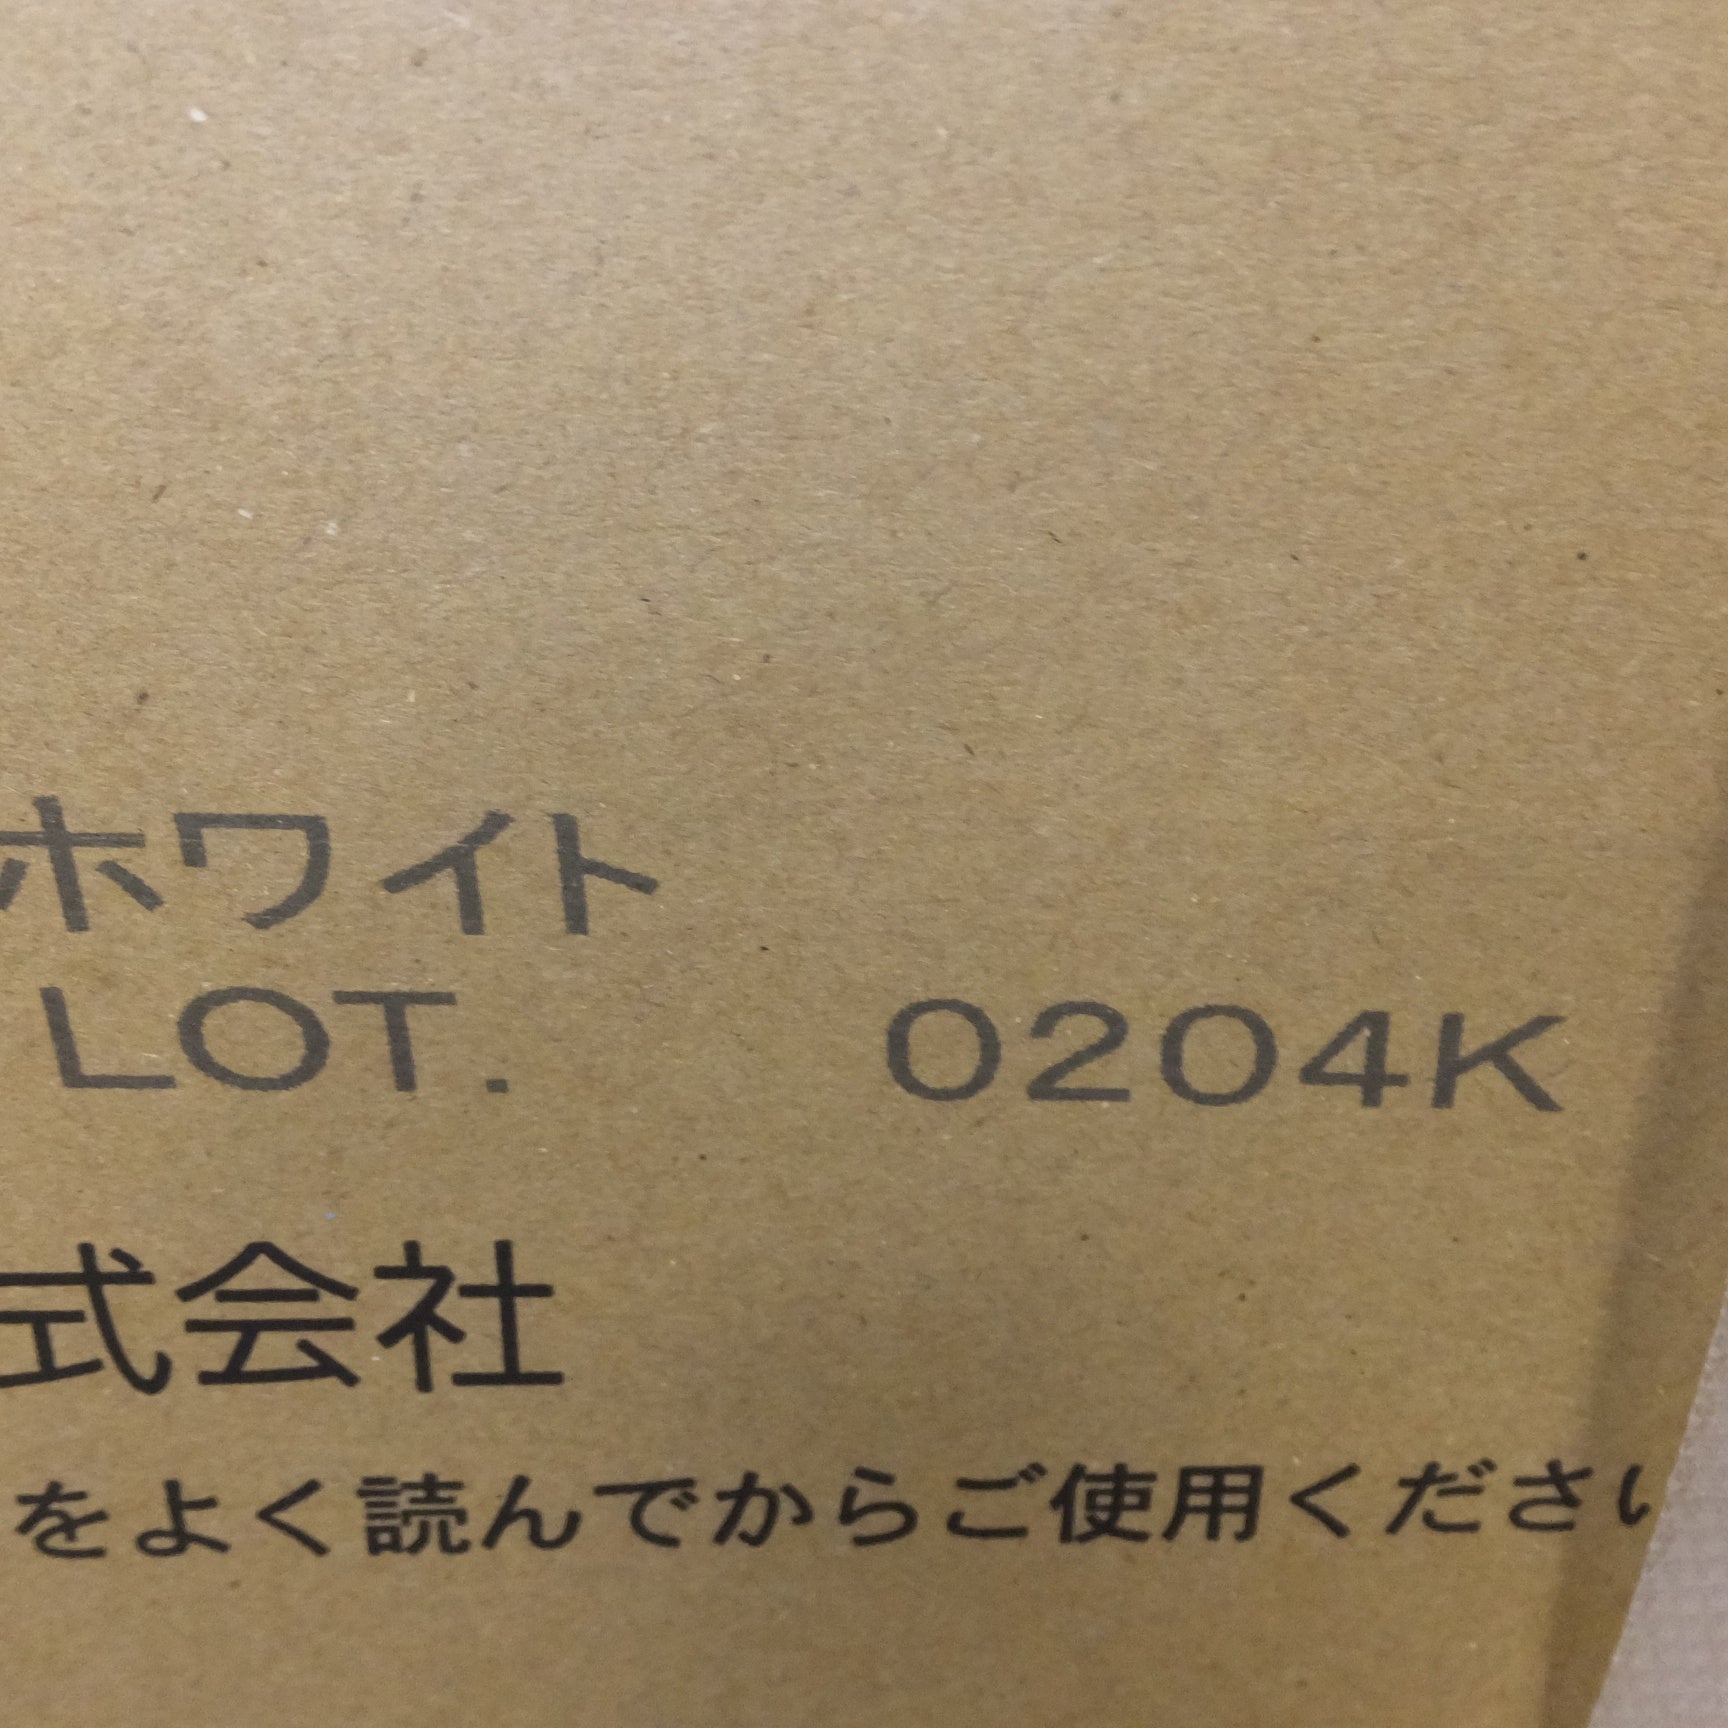 ホワイト
LOT. 0204K
式会社
をよく読んでからご使用ください